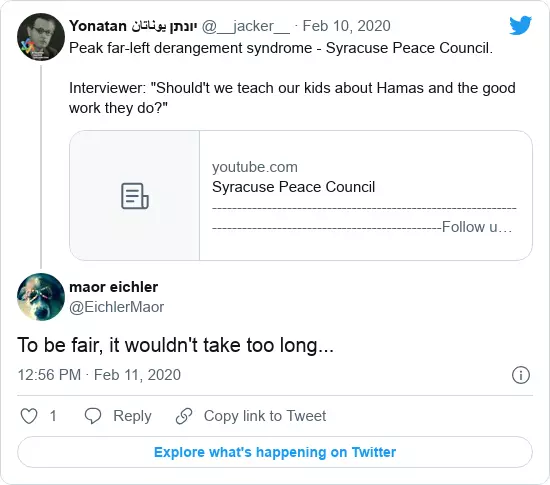 Yonatan יונתן יוnatan @__jacker__ · Feb 10, 2020
Peak far-left derangement syndrome - Syracuse Peace Council.
Interviewer: "Should't we teach our kids about Hamas and the good
work they do?"
youtube.com
Syracuse Peace Council
-------------------------------------------------------------
----------------------------------------------Follow u…
maor eichler
@EichlerMaor
To be fair, it wouldn't take too long...
12:56 PM · Feb 11, 2020
1
Reply
Copy link to Tweet
Explore what's happening on Twitter